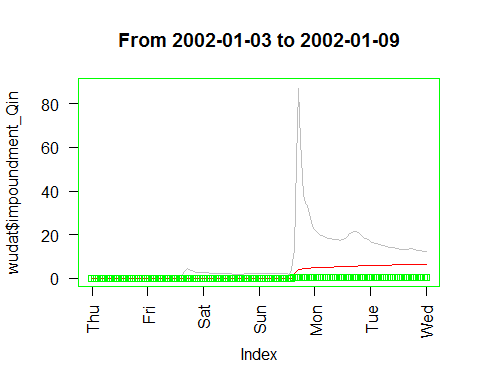 From 2002-01-03 to 2002-01-09
wudat$impoundment_Qin
80
60
40
20
0
Thu
Fri
Sat
Sun
Mon
Tue
Wed
Index